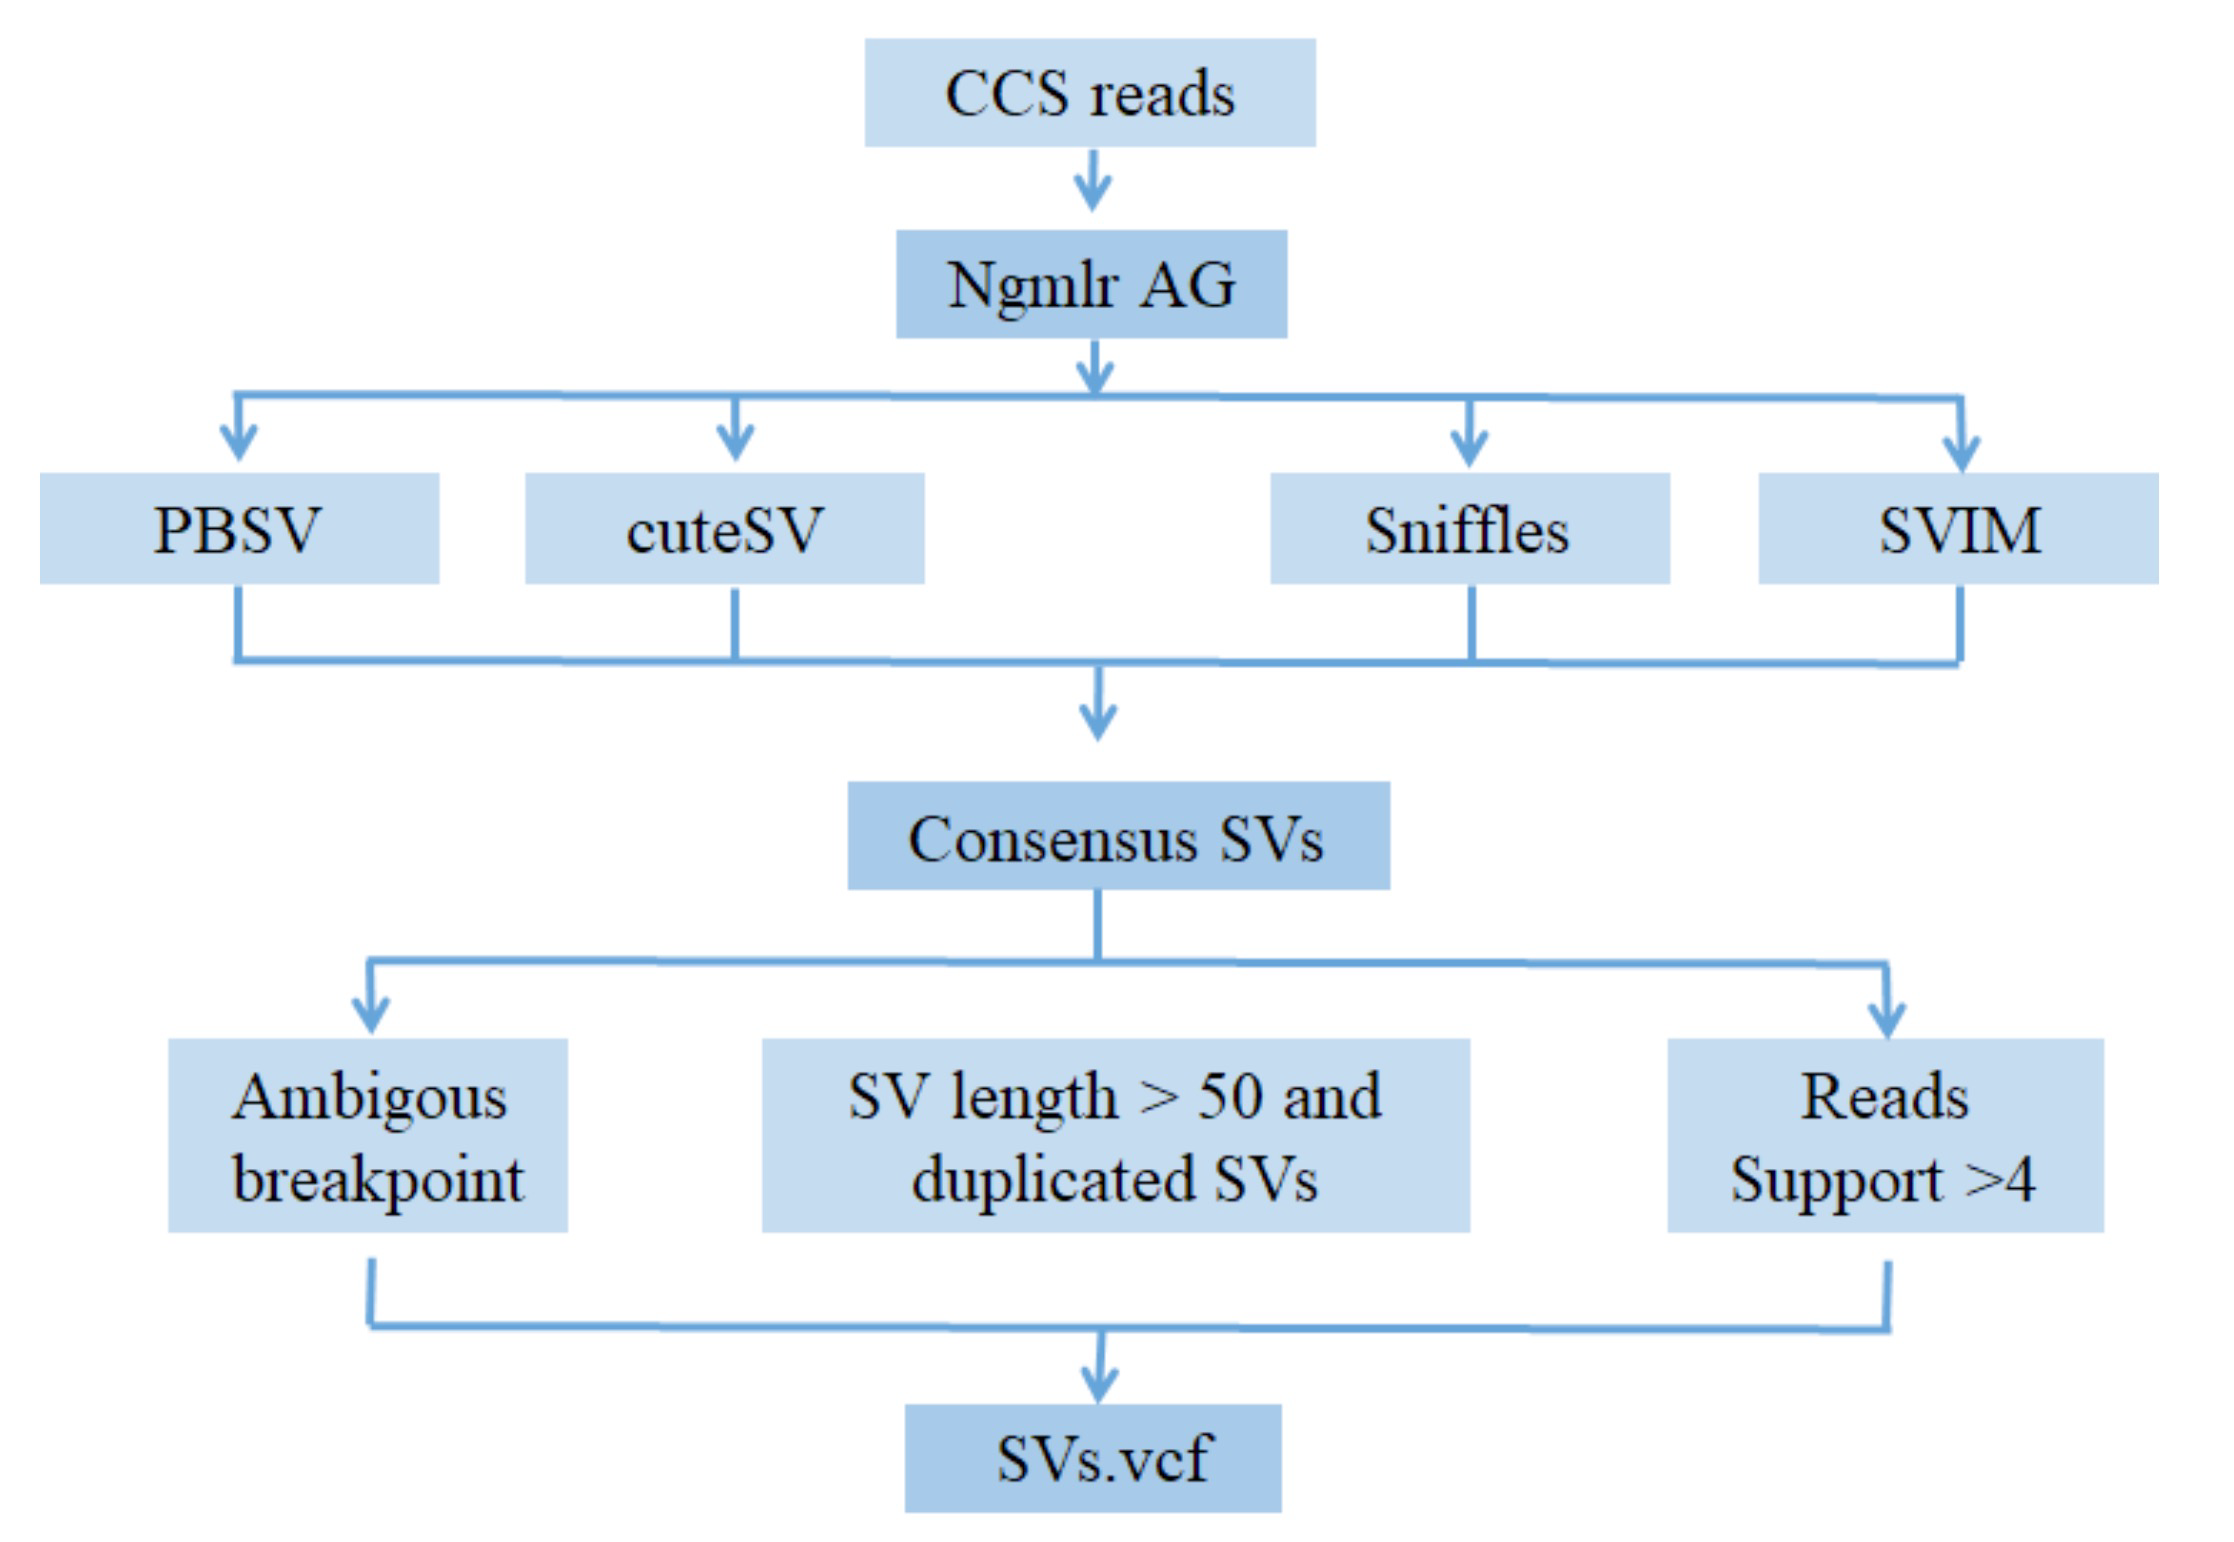 CCS reads
Ngmlr AG
PBSV
cuteSV
Sniffles
SVIM
Consensus SVs
Ambigous
breakpoint
SV length > 50 and
duplicated SVs
Reads
Support >4
SVs.vcf